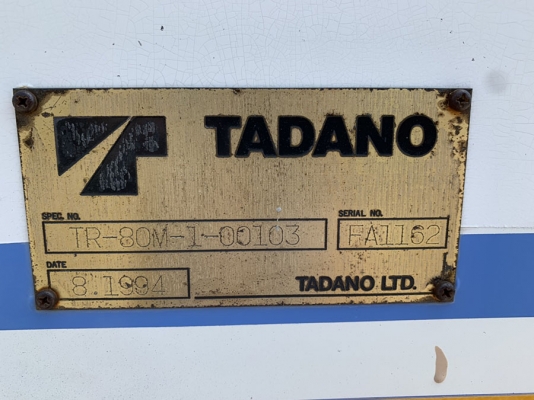 TADANO
SPEC. NO. SERIAL NO.
TR-80M-1-00103 FA1162
DATE
8 1994 TADANO LTD.